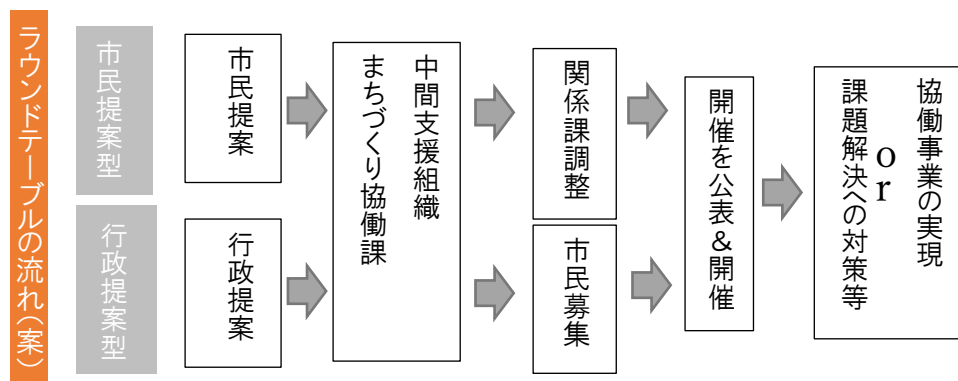 ラウンドテーブルの流れ（案）
市民提案型
市民提案
行政提案型
行政提案
中間支援組織
まちづくり協働課
関係課調整
市民募集
開催を公表&開催
協働事業の実現
or
課題解決への対策等